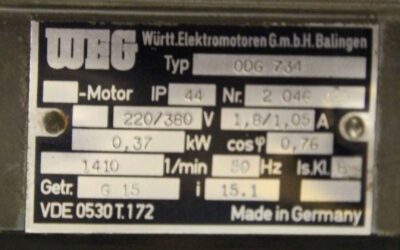 WEG Württ.Elektromotoren G.m.b.H. Balingen
Typ ODG 734
-Motor IP 44 Nr. 2 046
220/380 V 1,8/1,05 A
0,37 kW cosφ 0,76
1410 1/min 50 Hz Is.Kl.
Getr. G 15 i 15.1
VDE 0530 T.172 Made in Germany